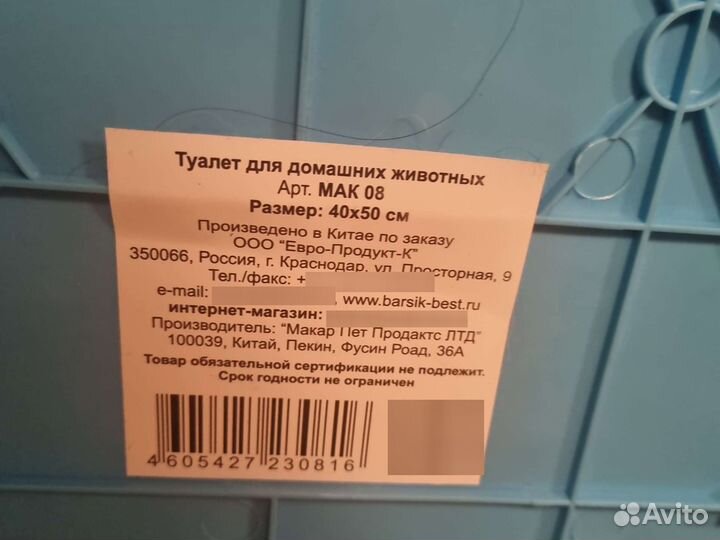 Туалет для домашних животных
Арт. МАК 08
Размер: 40x50 см
Произведено в Китае по заказу
ООО "Евро-Продукт-К"
350066, Россия, г. Краснодар, ул. Просторная, 9
Тел./факс: +
e-mail: , www.barsik-best.ru
интернет-магазин:
Производитель: "Макар Пет Продактс ЛТД"
100039, Китай, Пекин, Фусин Роад, 36А
Товар обязательной сертификации не подлежит.
Срок годности не ограничен
4 605427 230816
Avito